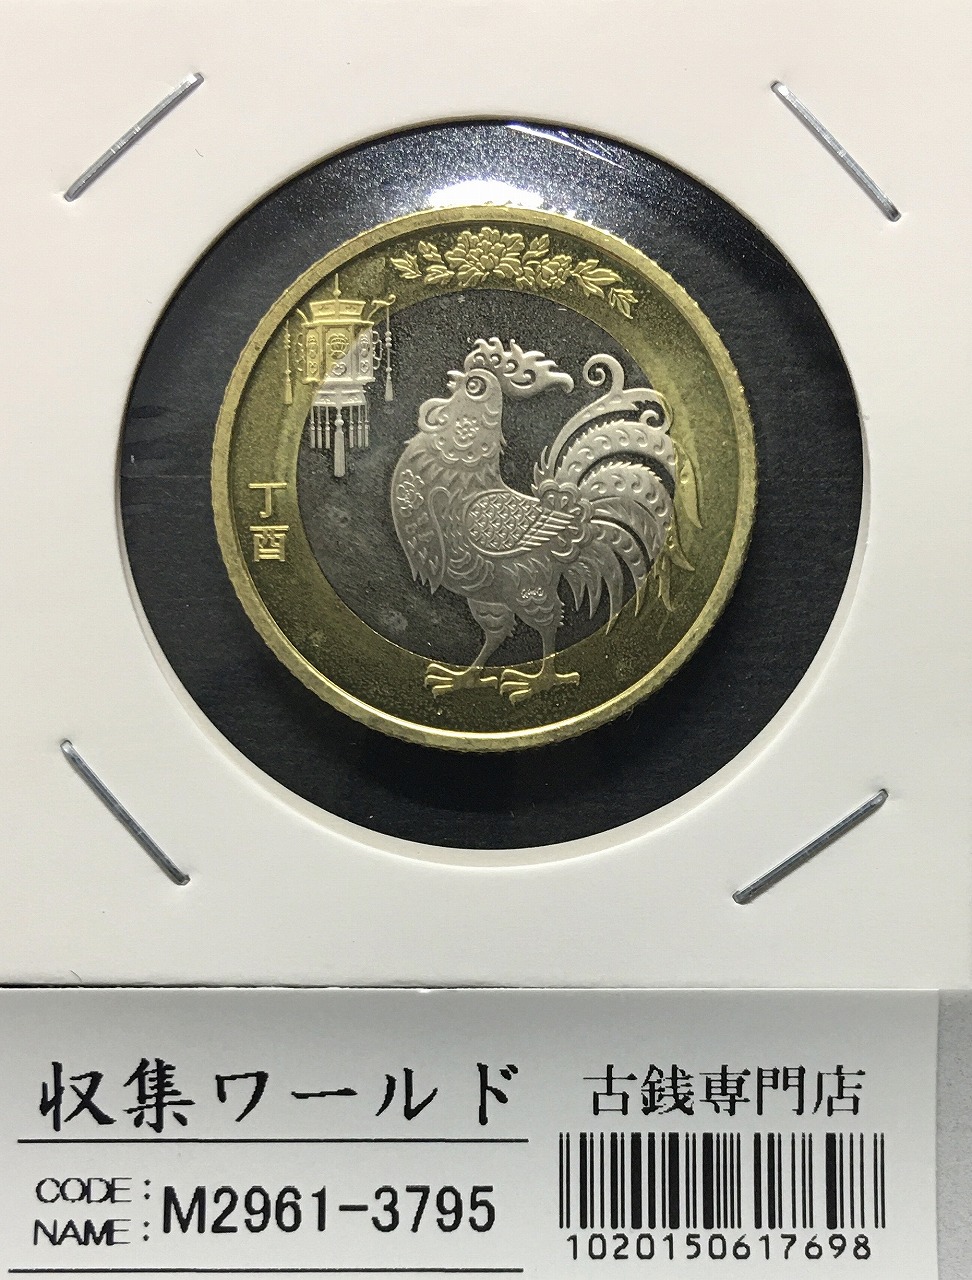 丁
酉
収集ワールド
古銭専門店
CODE:
NAME:
M2961-3795
1020150617698